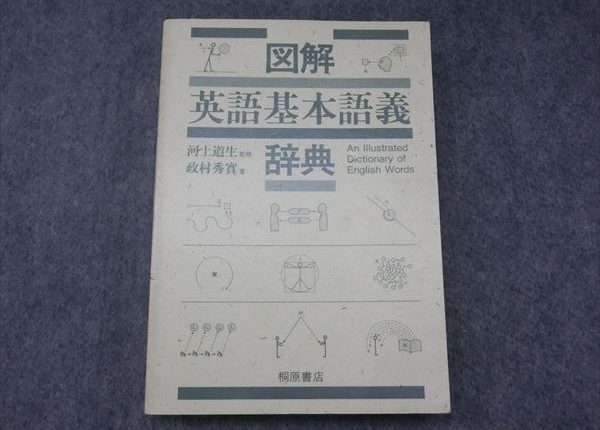 図解
英語基本語義
河上道生 監修
政村秀實 著
辞典
An Illustrated
Dictionary of
English Words
桐原書店